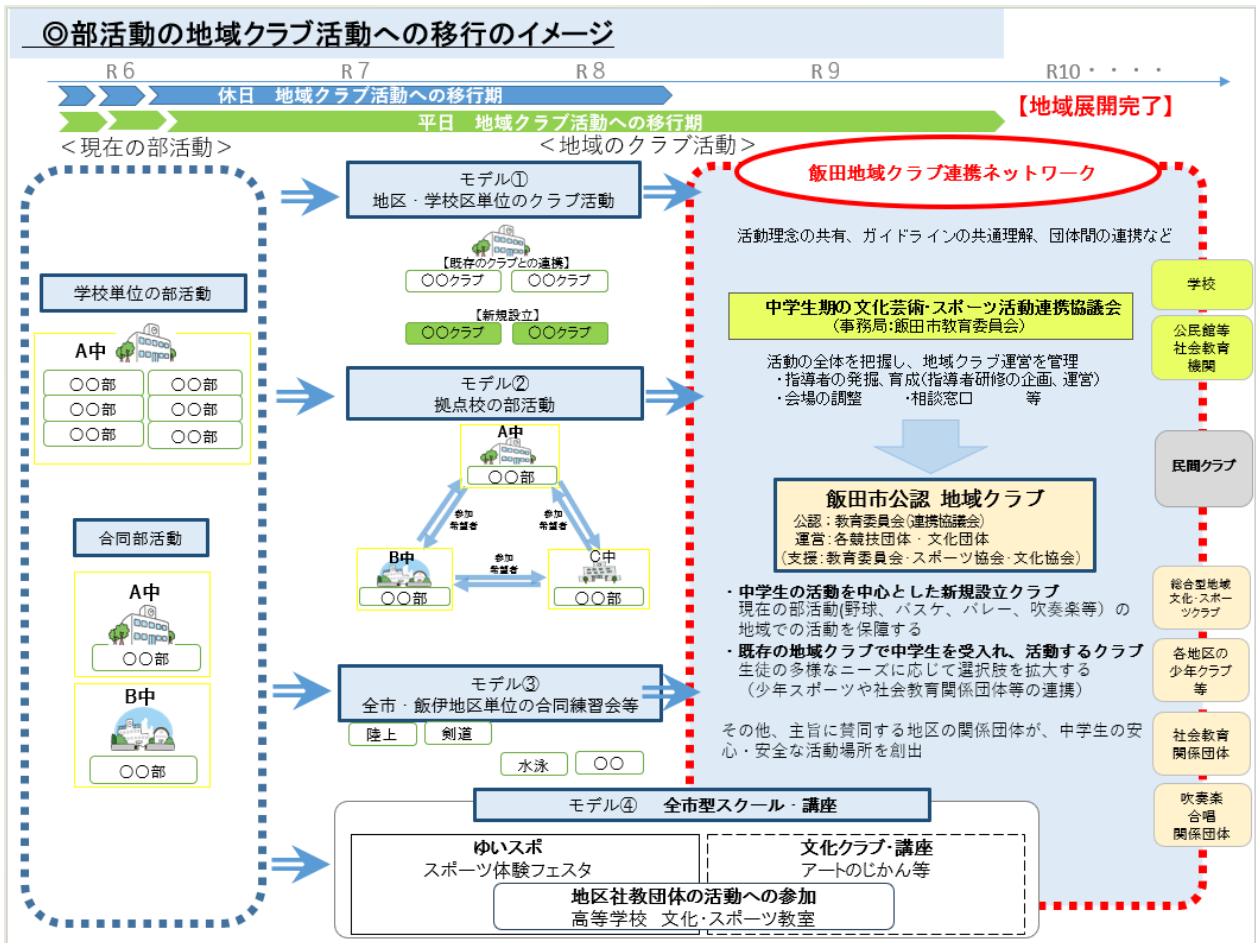 ◎部活動の地域クラブ活動への移行のイメージ
R６
R７
R８
R９
R10・・・・
休日　地域クラブ活動への移行期
平日　地域クラブ活動への移行期
【地域展開完了】
＜現在の部活動＞
＜地域のクラブ活動＞
学校単位の部活動
A中
〇〇部
〇〇部
〇〇部
〇〇部
〇〇部
〇〇部
合同部活動
A中
〇〇部
B中
〇〇部
モデル①
地区・学校区単位のクラブ活動
【既存のクラブとの連携】
〇〇クラブ
〇〇クラブ
【新規設立】
〇〇クラブ
〇〇クラブ
モデル②
拠点校の部活動
A中
〇〇部
参加
希望者
参加
希望者
B中
〇〇部
参加
希望者
C中
〇〇部
モデル③
全市・飯伊地区単位の合同練習会等
陸上
剣道
水泳
〇〇
モデル④　全市型スクール・講座
ゆいスポ
スポーツ体験フェスタ
文化クラブ・講座
アートのじかん等
地区社教団体の活動への参加
高等学校　文化・スポーツ教室
飯田地域クラブ連携ネットワーク
活動理念の共有、ガイドラインの共通理解、団体間の連携など
中学生期の文化芸術・スポーツ活動連携協議会
（事務局：飯田市教育委員会）
活動の全体を把握し、地域クラブ運営を管理
・指導者の発掘、育成（指導者研修の企画、運営）
・会場の調整　　・相談窓口　　　等
飯田市公認 地域クラブ
公認：教育委員会（連携協議会）
運営：各競技団体・文化団体
（支援：教育委員会・スポーツ協会・文化協会）
・中学生の活動を中心とした新規設立クラブ
現在の部活動(野球、バスケ、バレー、吹奏楽等）の
地域での活動を保障する
・既存の地域クラブで中学生を受入れ、活動するクラブ
生徒の多様なニーズに応じて選択肢を拡大する
（少年スポーツや社会教育関係団体等の連携）
その他、主旨に賛同する地区の関係団体が、中学生の安
心・安全な活動場所を創出
学校
公民館等
社会教育
機関
民間クラブ
総合型地域
文化・スポー
ツクラブ
各地区の
少年クラブ
等
社会教育
関係団体
吹奏楽
合唱
関係団体